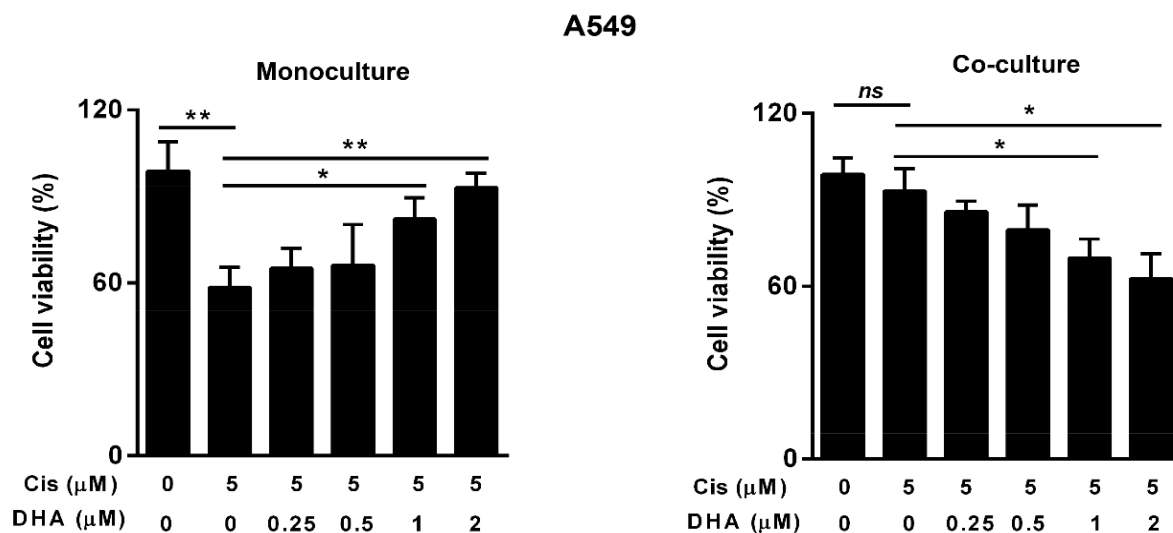 A549
Monoculture
Cell viability (%)
120
60
0
**
**
*
Cis (μM) 0 5 5 5 5 5
DHA (μM) 0 0 0.25 0.5 1 2
Co-culture
Cell viability (%)
120
60
0
ns
*
*
Cis (μM) 0 5 5 5 5 5
DHA (μM) 0 0 0.25 0.5 1 2